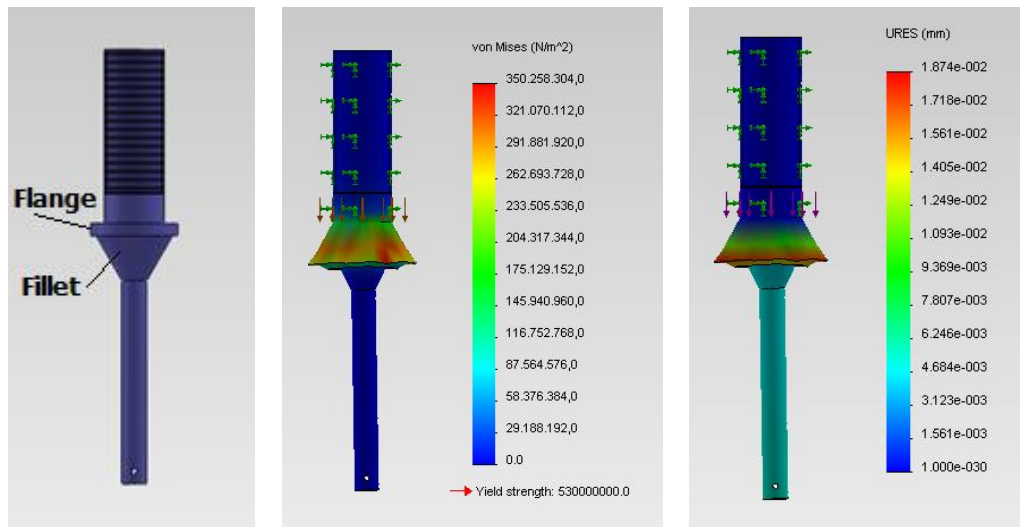 Flange
Fillet
von Mises (N/m^2)
350.258.304,0
321.070.112,0
291.881.920,0
262.693.728,0
233.505.536,0
204.317.344,0
175.129.152,0
145.940.960,0
116.752.768,0
87.564.576,0
58.376.384,0
29.188.192,0
0.0
Yield strength: 530000000.0
URES (mm)
1.874e-002
1.718e-002
1.561e-002
1.405e-002
1.249e-002
1.093e-002
9.369e-003
7.807e-003
6.246e-003
4.684e-003
3.123e-003
1.561e-003
1.000e-030